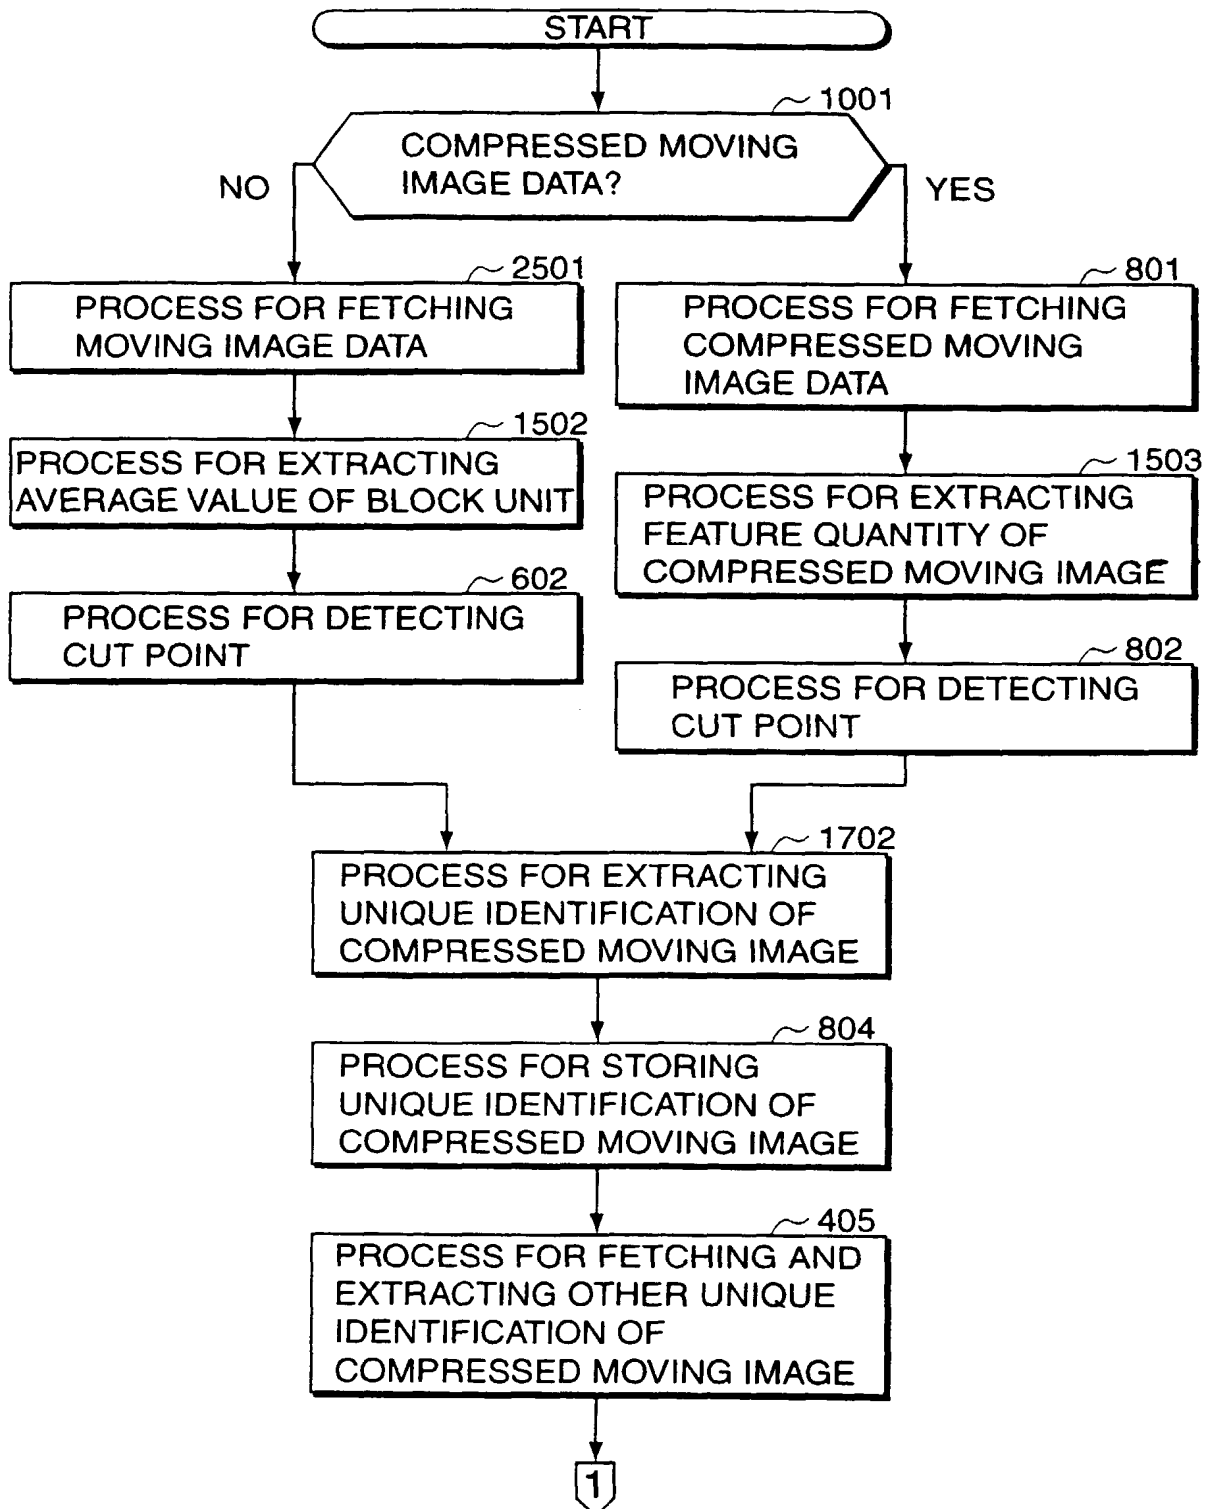 START
1001
COMPRESSED MOVING
IMAGE DATA?
NO
YES
2501
PROCESS FOR FETCHING
MOVING IMAGE DATA
801
PROCESS FOR FETCHING
COMPRESSED MOVING
IMAGE DATA
1502
PROCESS FOR EXTRACTING
AVERAGE VALUE OF BLOCK UNIT
1503
PROCESS FOR EXTRACTING
FEATURE QUANTITY OF
COMPRESSED MOVING IMAGE
602
PROCESS FOR DETECTING
CUT POINT
802
PROCESS FOR DETECTING
CUT POINT
1702
PROCESS FOR EXTRACTING
UNIQUE IDENTIFICATION OF
COMPRESSED MOVING IMAGE
804
PROCESS FOR STORING
UNIQUE IDENTIFICATION OF
COMPRESSED MOVING IMAGE
405
PROCESS FOR FETCHING AND
EXTRACTING OTHER UNIQUE
IDENTIFICATION OF
COMPRESSED MOVING IMAGE
1